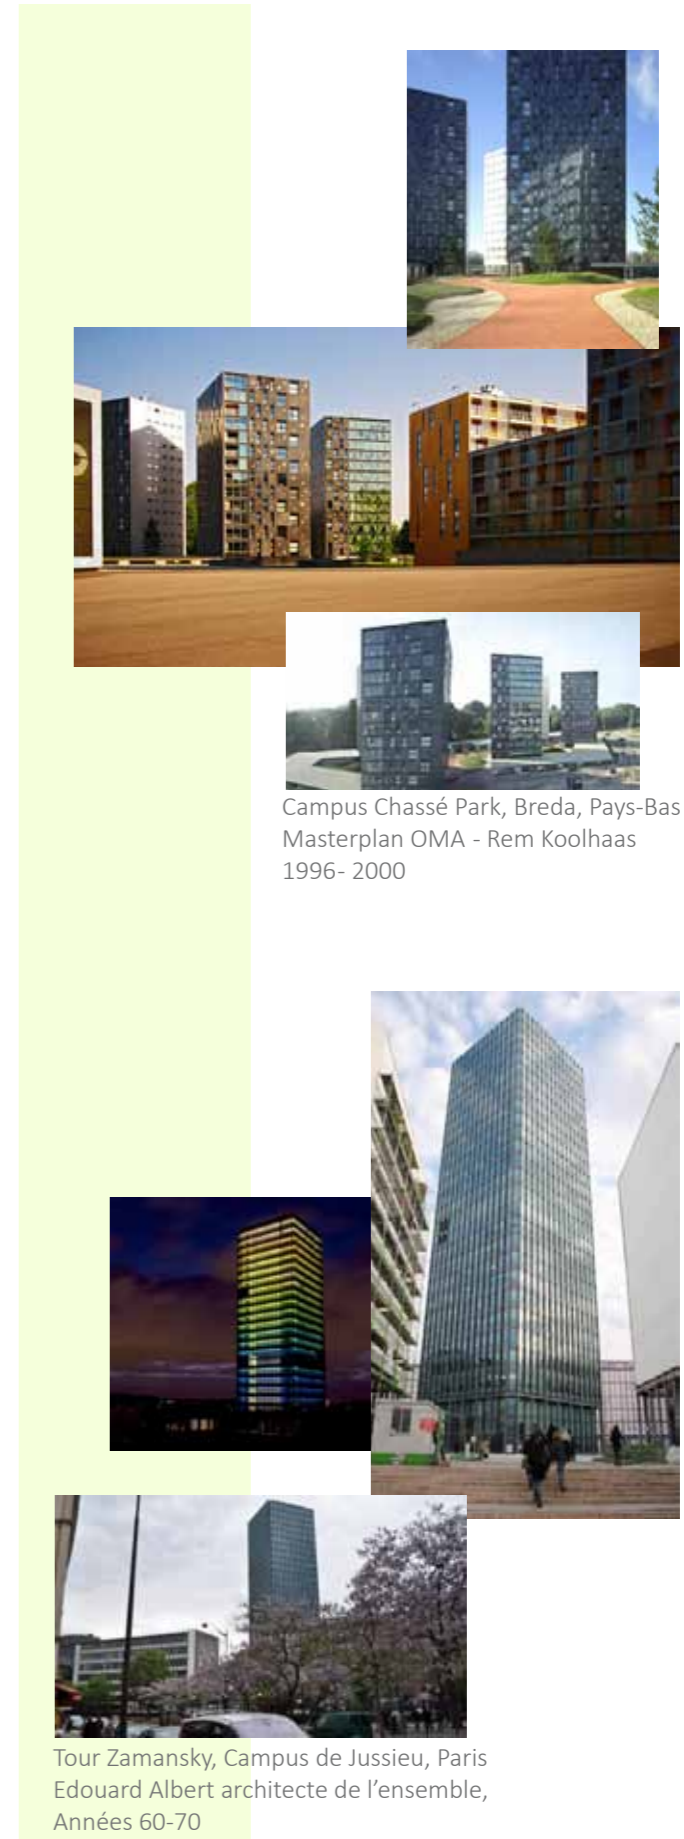 Campus Chassé Park, Breda, Pays-Bas
Masterplan OMA - Rem Koolhaas
1996- 2000
Tour Zamansky, Campus de Jussieu, Paris
Edouard Albert architecte de l’ensemble,
Années 60-70